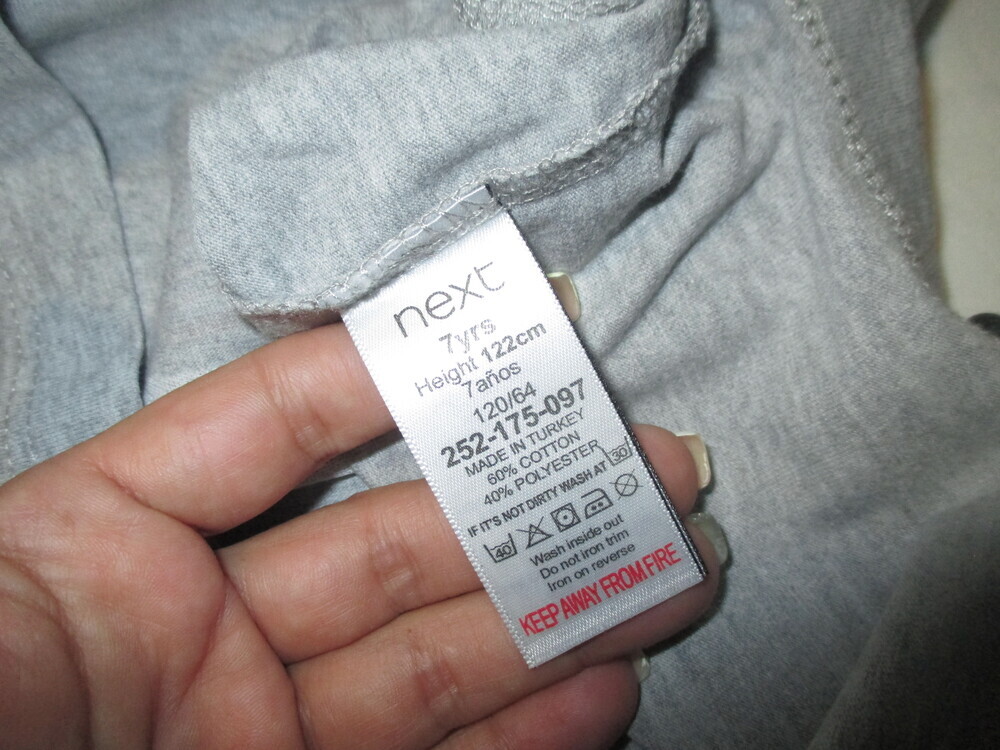 next
7yrs
Height 122cm
7años
120/64
252-175-097
MADE IN TURKEY
60% COTTON
40% POLYESTER
IF IT'S NOT DIRTY WASH AT 30
40
Wash inside out
Do not iron trim
Iron on reverse
KEEP AWAY FROM FIRE